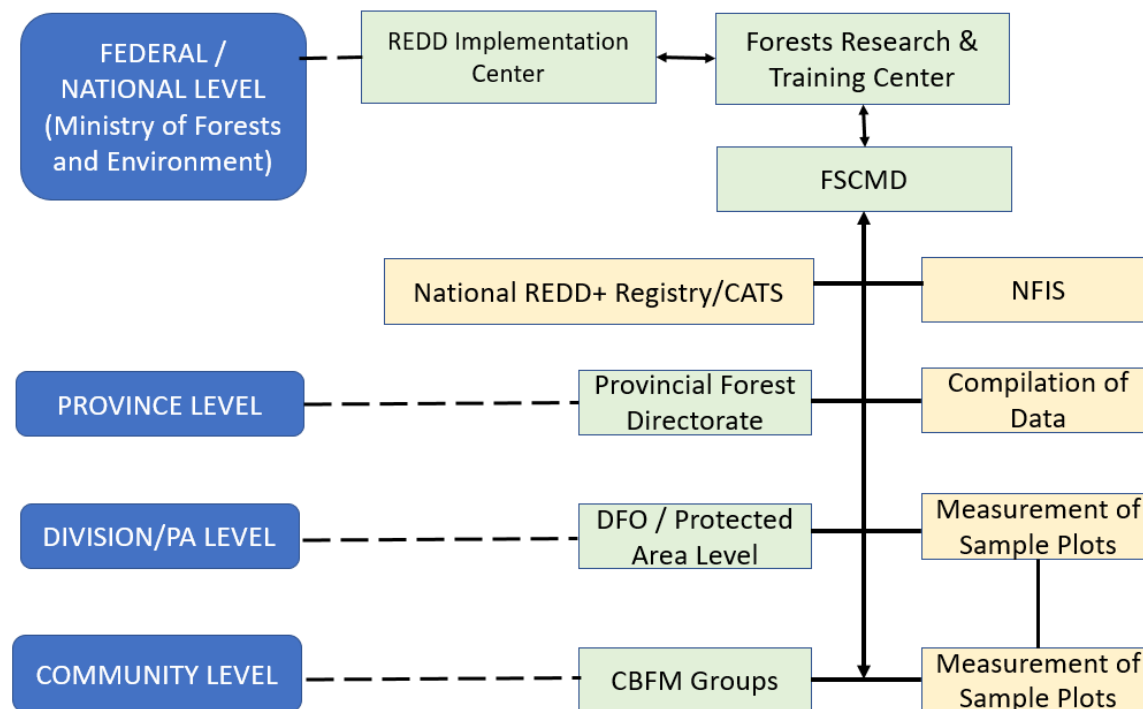 FEDERAL /
NATIONAL LEVEL
(Ministry of Forests
and Environment)
REDD Implementation
Center
Forests Research &
Training Center
FSCMD
National REDD+ Registry/CATS
NFIS
PROVINCE LEVEL
Provincial Forest
Directorate
Compilation of
Data
DIVISION/PA LEVEL
DFO / Protected
Area Level
Measurement of
Sample Plots
COMMUNITY LEVEL
CBFM Groups
Measurement of
Sample Plots